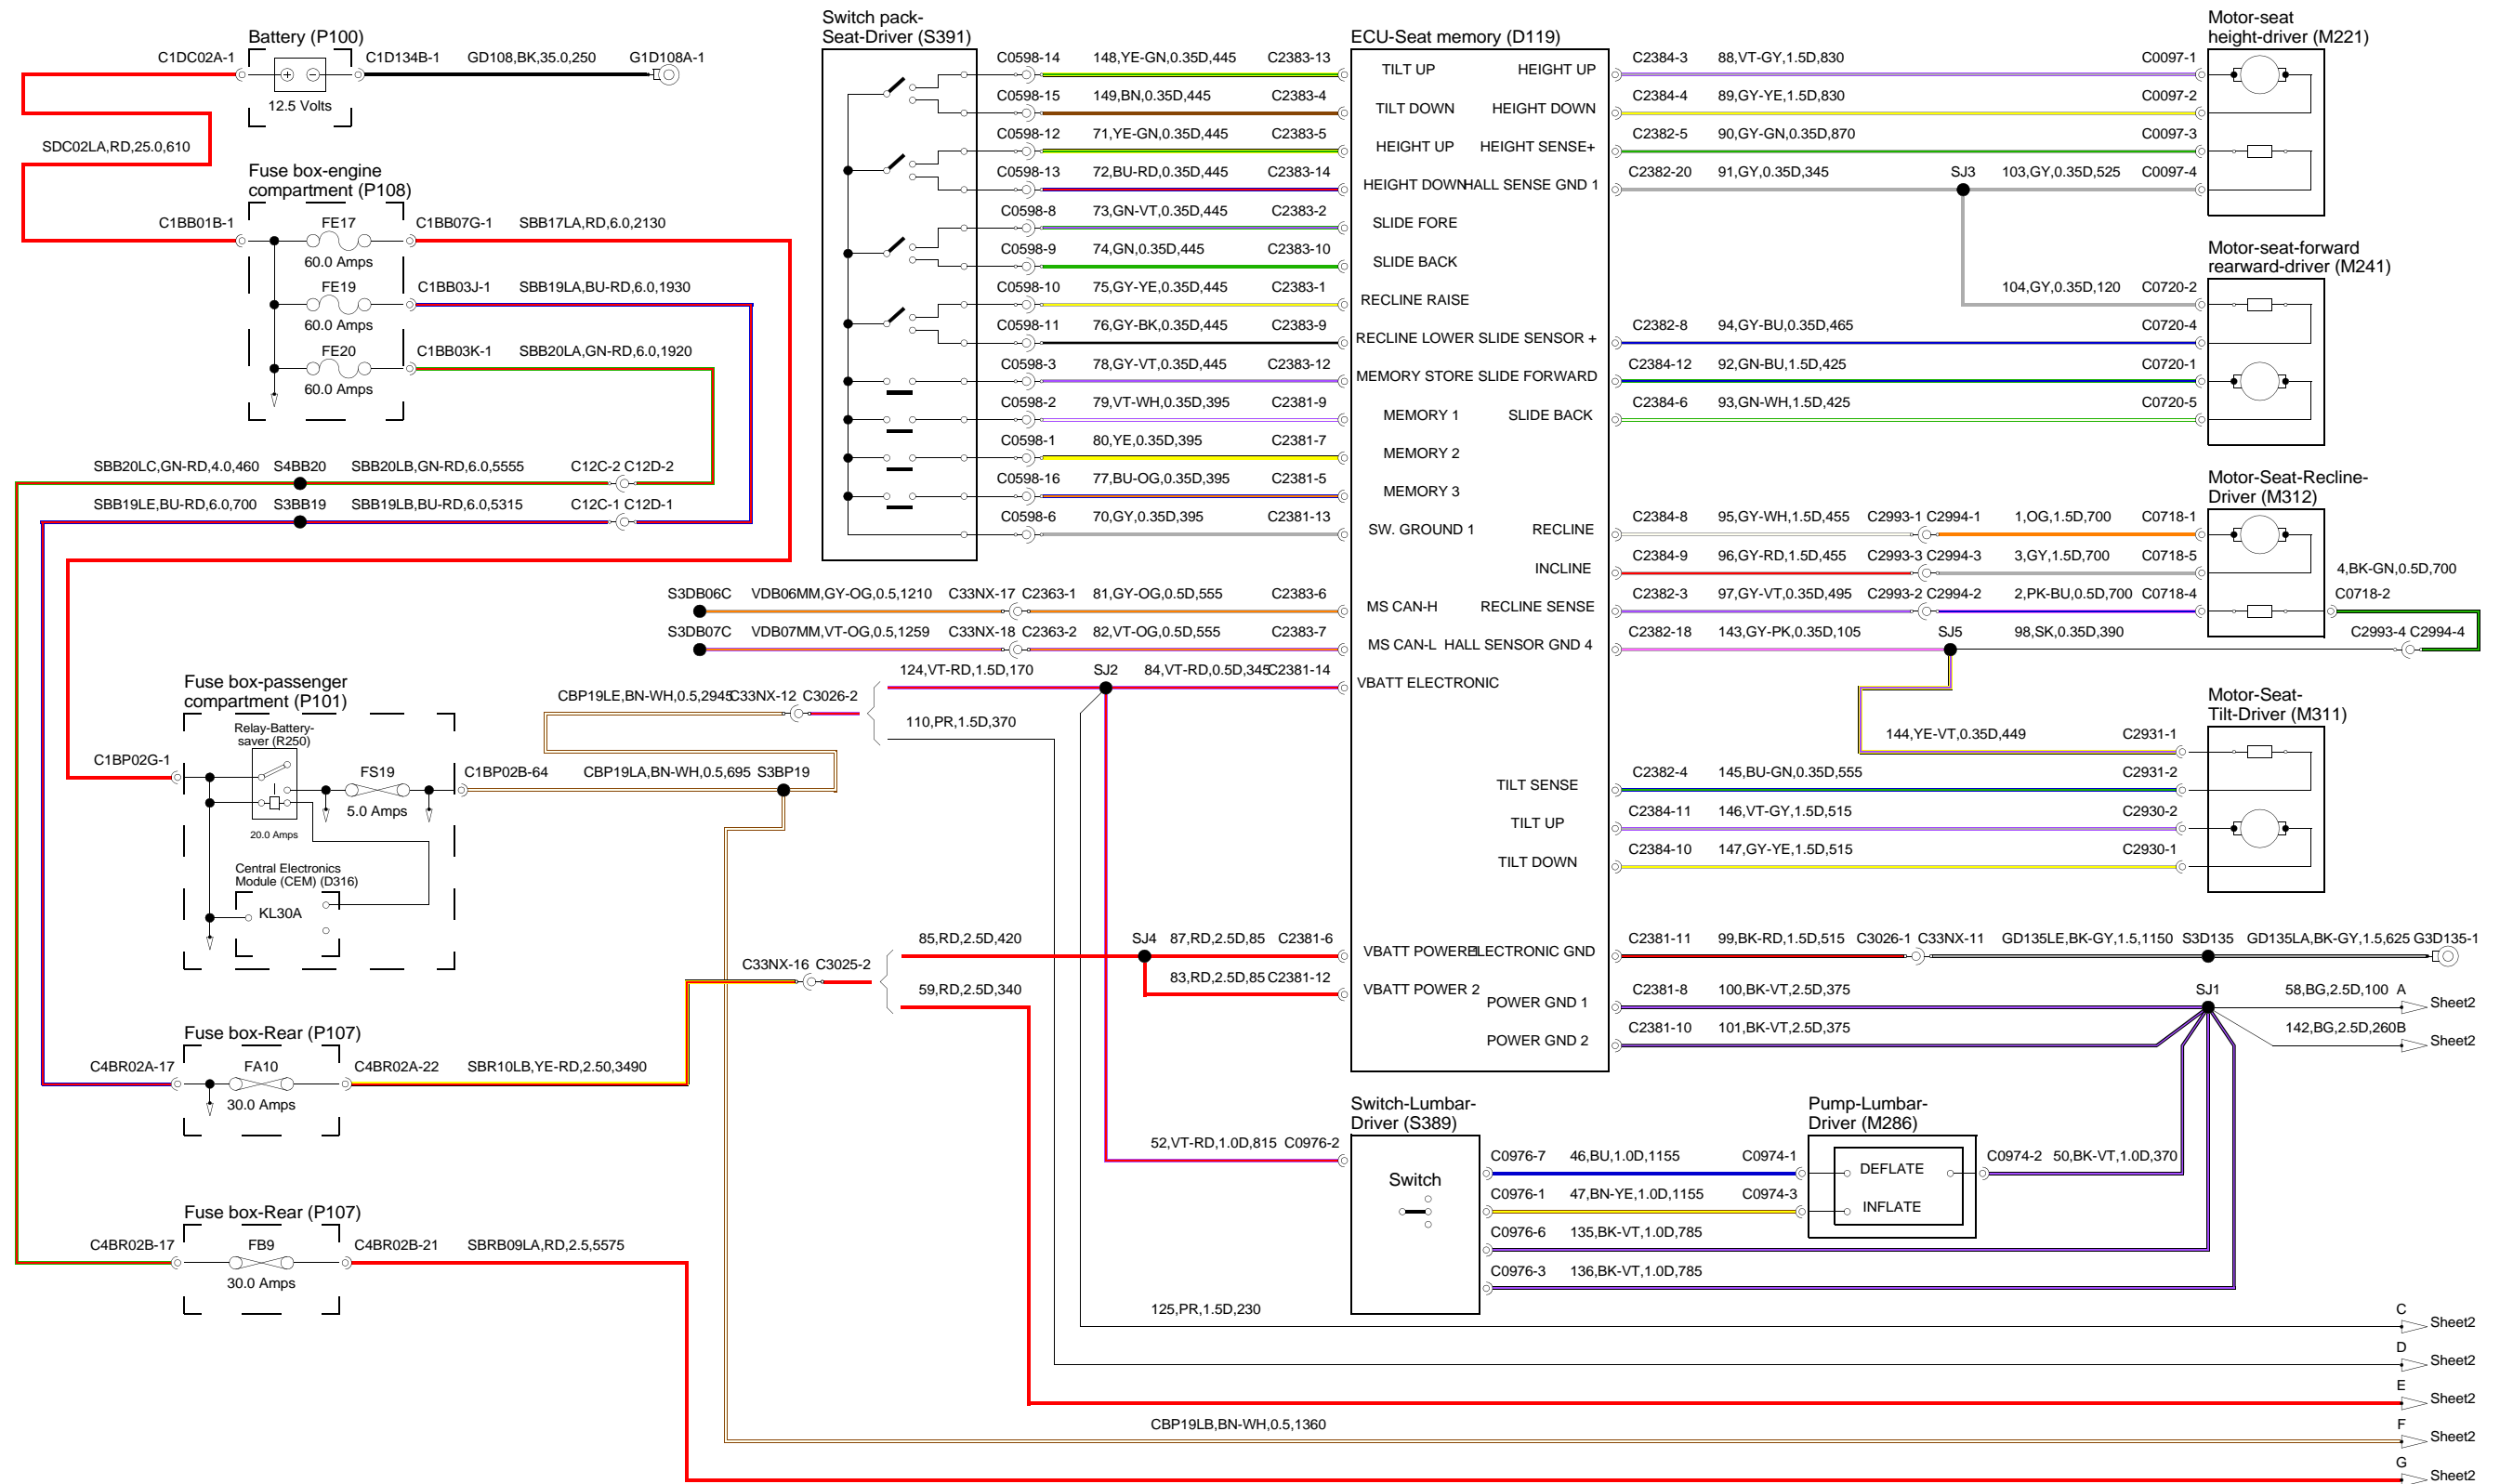 Battery (P100)
C1DC02A-1
C1D134B-1
GD108,BK,35.0,250
G1D108A-1
12.5 Volts
SDC02LA,RD,25.0,610
Fuse box-engine
compartment (P108)
C1BB01B-1
FE17
C1BB07G-1
SBB17LA,RD,6.0,2130
60.0 Amps
FE19
C1BB03J-1
SBB19LA,BU-RD,6.0,1930
60.0 Amps
FE20
C1BB03K-1
SBB20LA,GN-RD,6.0,1920
60.0 Amps
SBB20LC,GN-RD,4.0,460
S4BB20
SBB20LB,GN-RD,6.0,5555
C12C-2 C12D-2
SBB19LE,BU-RD,6.0,700
S3BB19
SBB19LB,BU-RD,6.0,5315
C12C-1 C12D-1
Fuse box-passenger
compartment (P101)
Relay-Battery-
saver (R250)
C1BP02G-1
FS19
C1BP02B-64
CBP19LA,BN-WH,0.5,695
S3BP19
5.0 Amps
20.0 Amps
Central Electronics
Module (CEM) (D316)
KL30A
CBP19LE,BN-WH,0.5,2945
C33NX-12 C3026-2
Fuse box-Rear (P107)
C4BR02A-17
FA10
C4BR02A-22
SBR10LB,YE-RD,2.50,3490
30.0 Amps
C33NX-16 C3025-2
Fuse box-Rear (P107)
C4BR02B-17
FB9
C4BR02B-21
SBRB09LA,RD,2.5,5575
30.0 Amps
Switch pack-
Seat-Driver (S391)
C0598-14
148,YE-GN,0.35D,445
C2383-13
C0598-15
149,BN,0.35D,445
C2383-4
C0598-12
71,YE-GN,0.35D,445
C2383-5
C0598-13
72,BU-RD,0.35D,445
C2383-14
C0598-8
73,GN-VT,0.35D,445
C2383-2
C0598-9
74,GN,0.35D,445
C2383-10
C0598-10
75,GY-YE,0.35D,445
C2383-1
C0598-11
76,GY-BK,0.35D,445
C2383-9
C0598-3
78,GY-VT,0.35D,445
C2383-12
C0598-2
79,VT-WH,0.35D,395
C2381-9
C0598-1
80,YE,0.35D,395
C2381-7
C0598-16
77,BU-OG,0.35D,395
C2381-5
C0598-6
70,GY,0.35D,395
C2381-13
S3DB06C
VDB06MM,GY-OG,0.5,1210
C33NX-17 C2363-1
81,GY-OG,0.5D,555
C2383-6
S3DB07C
VDB07MM,VT-OG,0.5,1259
C33NX-18 C2363-2
82,VT-OG,0.5D,555
C2383-7
124,VT-RD,1.5D,170
SJ2
84,VT-RD,0.5D,345
C2381-14
110,PR,1.5D,370
85,RD,2.5D,420
SJ4
87,RD,2.5D,85
C2381-6
83,RD,2.5D,85
C2381-12
59,RD,2.5D,340
ECU-Seat memory (D119)
TILT UP
HEIGHT UP
TILT DOWN
HEIGHT DOWN
HEIGHT UP
HEIGHT SENSE+
HEIGHT DOWN
HALL SENSE GND 1
SLIDE FORE
SLIDE BACK
RECLINE RAISE
RECLINE LOWER
SLIDE SENSOR +
MEMORY STORE
SLIDE FORWARD
MEMORY 1
SLIDE BACK
MEMORY 2
MEMORY 3
SW. GROUND 1
RECLINE
INCLINE
MS CAN-H
RECLINE SENSE
MS CAN-L
HALL SENSOR GND 4
VBATT ELECTRONIC
TILT SENSE
TILT UP
TILT DOWN
VBATT POWER 1
ELECTRONIC GND
VBATT POWER 2
POWER GND 1
POWER GND 2
Motor-seat
height-driver (M221)
C2384-3
88,VT-GY,1.5D,830
C0097-1
C2384-4
89,GY-YE,1.5D,830
C0097-2
C2382-5
90,GY-GN,0.35D,870
C0097-3
C2382-20
91,GY,0.35D,345
SJ3
103,GY,0.35D,525
C0097-4
Motor-seat-forward
rearward-driver (M241)
104,GY,0.35D,120
C0720-2
C2382-8
94,GY-BU,0.35D,465
C0720-4
C2384-12
92,GN-BU,1.5D,425
C0720-1
C2384-6
93,GN-WH,1.5D,425
C0720-5
Motor-Seat-Recline-
Driver (M312)
C2384-8
95,GY-WH,1.5D,455
C2993-1 C2994-1
1,OG,1.5D,700
C0718-1
C2384-9
96,GY-RD,1.5D,455
C2993-3 C2994-3
3,GY,1.5D,700
C0718-5
4,BK-GN,0.5D,700
C2382-3
97,GY-VT,0.35D,495
C2993-2 C2994-2
2,PK-BU,0.5D,700
C0718-4
C0718-2
C2382-18
143,GY-PK,0.35D,105
SJ5
98,SK,0.35D,390
C2993-4 C2994-4
Motor-Seat-
Tilt-Driver (M311)
144,YE-VT,0.35D,449
C2931-1
C2382-4
145,BU-GN,0.35D,555
C2931-2
C2384-11
146,VT-GY,1.5D,515
C2930-2
C2384-10
147,GY-YE,1.5D,515
C2930-1
C2381-11
99,BK-RD,1.5D,515
C3026-1 C33NX-11
GD135LE,BK-GY,1.5,1150
S3D135
GD135LA,BK-GY,1.5,625
G3D135-1
C2381-8
100,BK-VT,2.5D,375
SJ1
58,BG,2.5D,100
A
Sheet2
C2381-10
101,BK-VT,2.5D,375
142,BG,2.5D,260
B
Sheet2
Switch-Lumbar-
Driver (S389)
52,VT-RD,1.0D,815
C0976-2
Switch
C0976-7
46,BU,1.0D,1155
C0974-1
C0976-1
47,BN-YE,1.0D,1155
C0974-3
C0976-6
135,BK-VT,1.0D,785
C0976-3
136,BK-VT,1.0D,785
Pump-Lumbar-
Driver (M286)
DEFLATE
INFLATE
C0974-2
50,BK-VT,1.0D,370
125,PR,1.5D,230
C
Sheet2
D
Sheet2
E
Sheet2
CBP19LB,BN-WH,0.5,1360
F
Sheet2
G
Sheet2